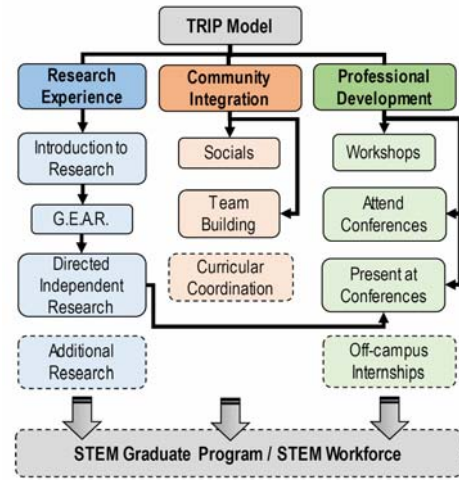 TRIP Model
Research
Experience
Community
Integration
Professional
Development
Introduction to
Research
Socials
Workshops
G.E.A.R.
Team
Building
Attend
Conferences
Directed
Independent
Research
Curricular
Coordination
Present at
Conferences
Additional
Research
Off-campus
Internships
STEM Graduate Program / STEM Workforce